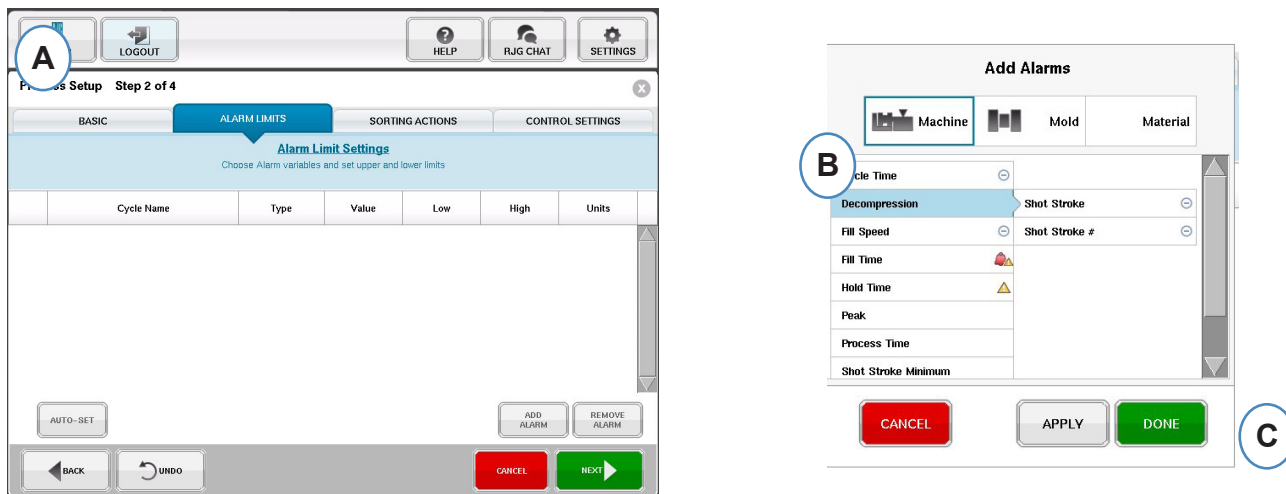 A
LOGOUT
HELP
RJG CHAT
SETTINGS
Setup Step 2 of 4
BASIC
ALARM LIMITS
SORTING ACTIONS
CONTROL SETTINGS
Alarm Limit Settings
Choose Alarm variables and set upper and lower limits
Cycle Name
Type
Value
Low
High
Units
AUTO-SET
ADD ALARM
REMOVE ALARM
BACK
UNDO
CANCEL
NEXT
Add Alarms
Machine
Mold
Material
B
Time
Decompression
Shot Stroke
Fill Speed
Shot Stroke #
Fill Time
Hold Time
Peak
Process Time
Shot Stroke Minimum
CANCEL
APPLY
DONE
C